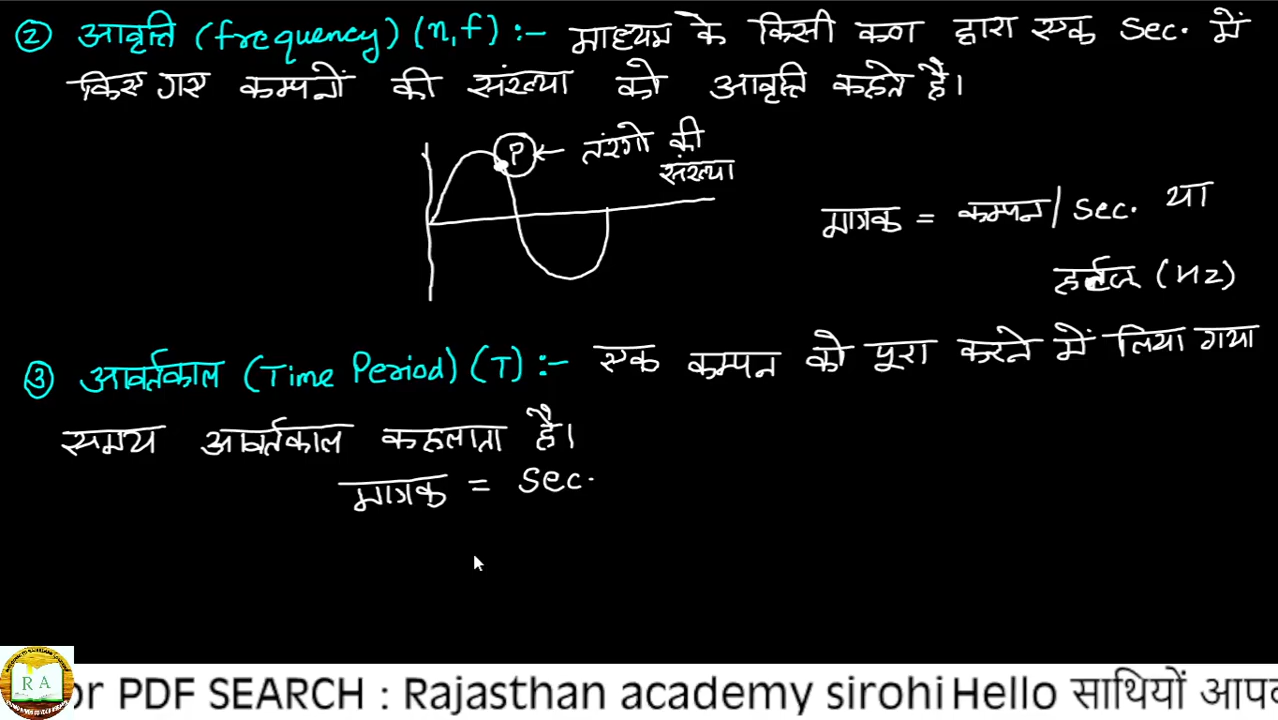 ② आवृत्ति (frequency) (n,f) :- माध्यम के किसी कण द्वारा एक Sec. में
किए गए कम्पनों की संख्या को आवृत्ति कहते है।
P ← तरंगो की
संख्या
मात्रक = कम्पन/Sec. या
हर्टज (Hz)
③ आवर्तकाल (Time Period) (T) :- एक कम्पन को पूरा करने में लिया गया
समय आवर्तकाल कहलाता है।
मात्रक = Sec.
RA
or PDF SEARCH : Rajasthan academy sirohi Hello साथियों आपक